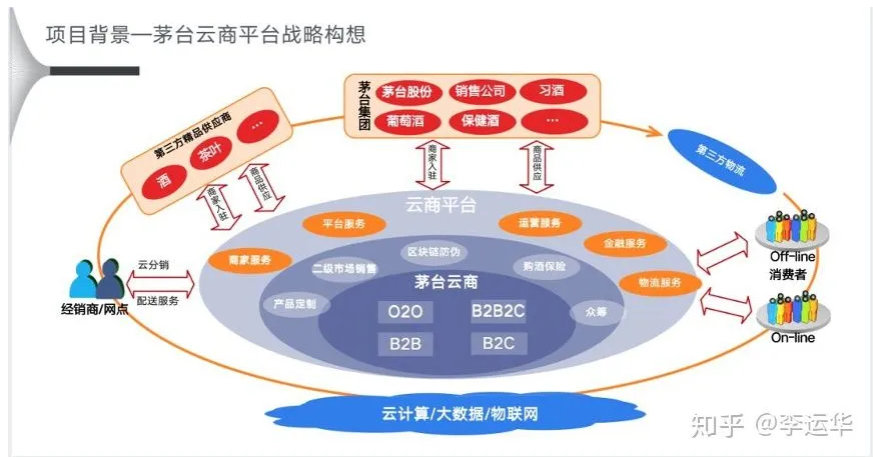 项目背景—茅台云商平台战略构想
茅台集团
茅台股份
销售公司
习酒
葡萄酒
保健酒
...
第三方精品供应商
酒
茶叶
...
第三方物流
商家入驻
商品供应
商家入驻
商品供应
云商平台
平台服务
运营服务
商家服务
金融服务
物流服务
区块链防伪
二级市场销售
购酒保险
产品定制
众筹
茅台云商
O2O
B2B2C
B2B
B2C
云分销
配送服务
经销商/网点
Off-line
消费者
On-line
云计算/大数据/物联网
知乎 @李运华